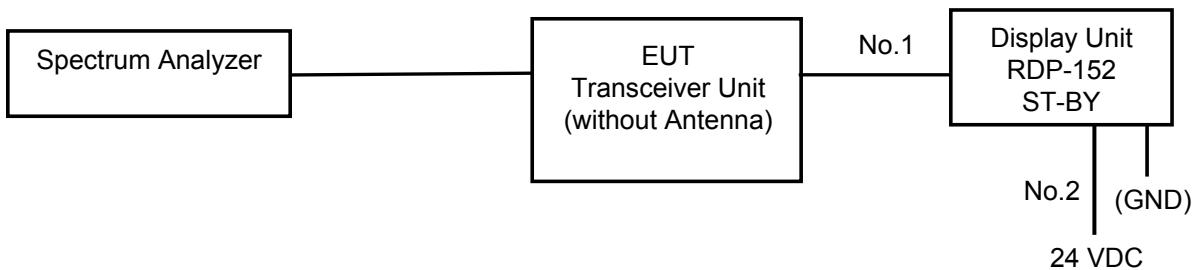 Spectrum Analyzer
EUT
Transceiver Unit
(without Antenna)
No.1
Display Unit
RDP-152
ST-BY
No.2
(GND)
24 VDC